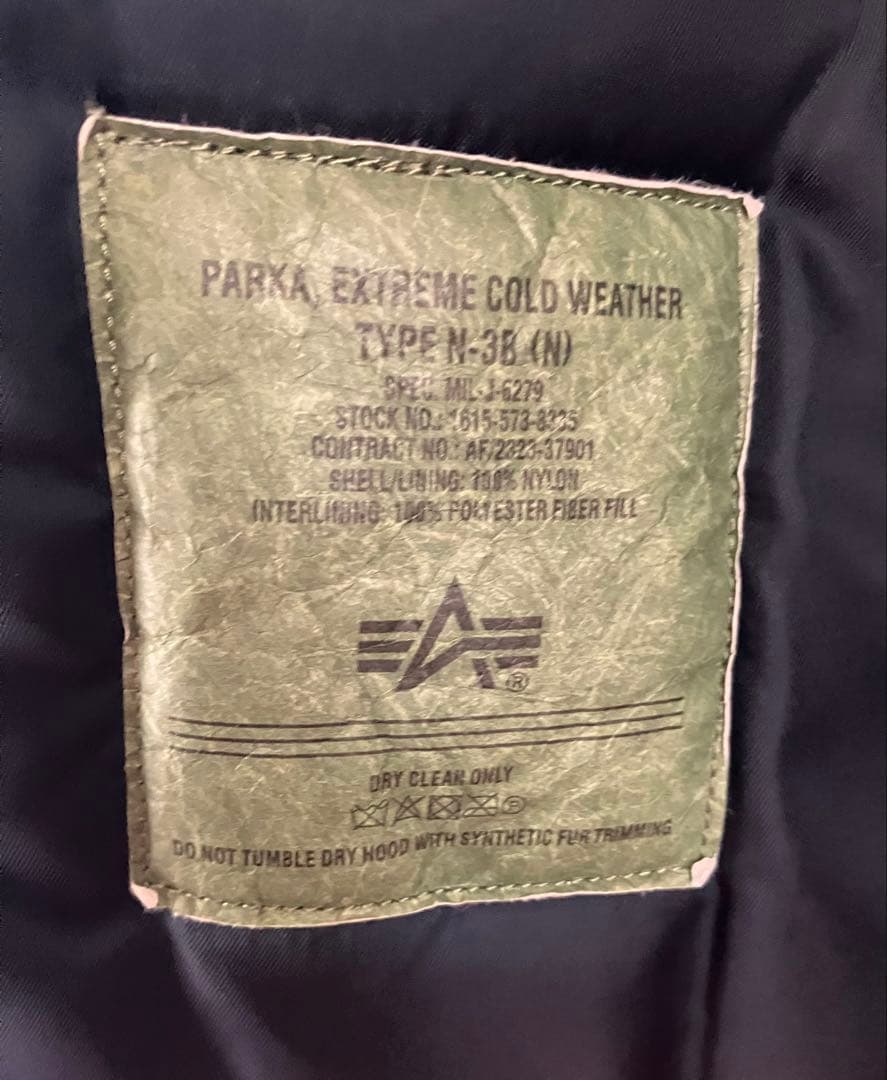 PARKA, EXTREME COLD WEATHER
TYPE N-3B (N)
SPEC. MIL-J-6279
STOCK NO.: 1615-573-8335
CONTRACT NO.: AF/2323-37901
SHELL/LINING: 100% NYLON
INTERLINING: 100% POLYESTER FIBER FILL
®
DRY CLEAN ONLY
DO NOT TUMBLE DRY HOOD WITH SYNTHETIC FUR TRIMMING